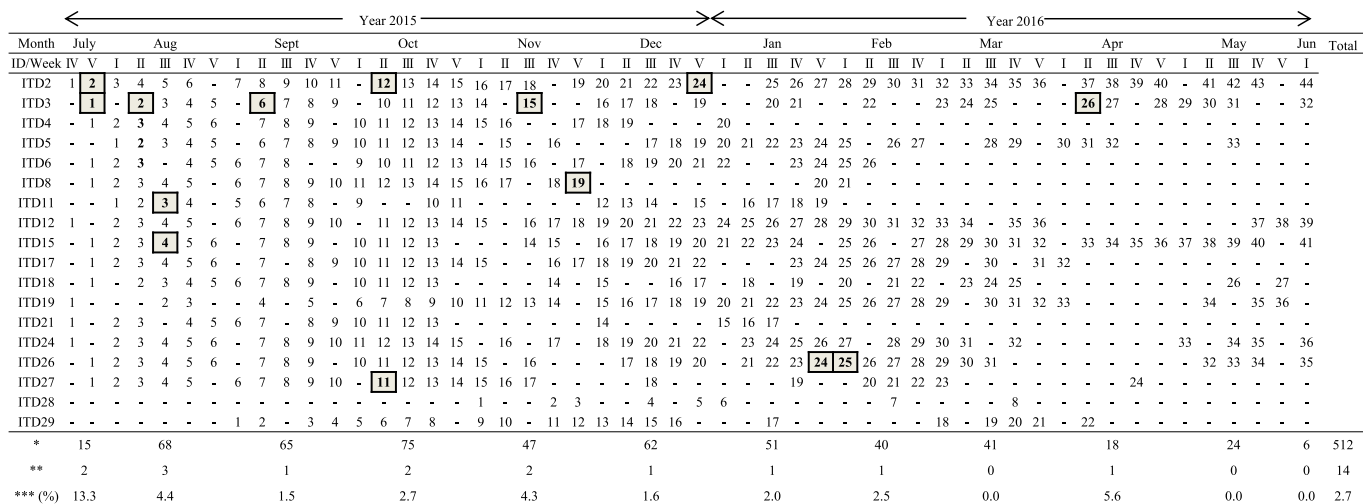 Year 2015 Year 2016
Month July Aug Sept Oct Nov Dec Jan Feb Mar Apr May Jun Total
ID/Week IV V I II III IV V I II III IV V I II III IV V I II III IV V I II III IV V I II III IV V I II III IV I II III IV V I II III IV V I II III IV V I
ITD2 1 2 3 4 5 6 - 7 8 9 10 11 - 12 13 14 15 16 17 18 - 19 20 21 22 23 24 - - 25 26 27 28 29 30 31 32 33 34 35 36 - 37 38 39 40 - 41 42 43 - 44
ITD3 - 1 - 2 3 4 5 - 6 7 8 9 - 10 11 12 13 14 - 15 - - 16 17 18 - 19 - - 20 21 - - 22 - - 23 24 25 - - - 26 27 - 28 29 30 31 - - 32
ITD4 - 1 2 3 4 5 6 - 7 8 9 - 10 11 12 13 14 15 16 - - 17 18 19 - - - 20 - - - - - - - - - - - - - - - - - - - - - - - -
ITD5 - - 1 2 3 4 5 - 6 7 8 9 10 11 12 13 14 - 15 - 16 - - - 17 18 19 20 21 22 23 24 25 - 26 27 - - 28 29 - 30 31 32 - - - - 33 - - -
ITD6 - 1 2 3 - 4 5 6 7 8 - - 9 10 11 12 13 14 15 16 - 17 - 18 19 20 21 22 - - 23 24 25 26 - - - - - - - - - - - - - - - - - -
ITD8 - 1 2 3 4 5 - 6 7 8 9 10 11 12 13 14 15 16 17 - 18 19 - - - - - - - - - 20 21 - - - - - - - - - - - - - - - - - - -
ITD11 - - 1 2 3 4 - 5 6 7 8 - 9 - - 10 11 - - - - - 12 13 14 - 15 - 16 17 18 19 - - - - - - - - - - - - - - - - - - - -
ITD12 1 - 2 3 4 5 - 6 7 8 9 10 - 11 12 13 14 15 - 16 17 18 19 20 21 22 23 24 25 26 27 28 29 30 31 32 33 34 - 35 36 - - - - - - - - 37 38 39
ITD15 - 1 2 3 4 5 6 - 7 8 9 - 10 11 12 13 - - - 14 15 - 16 17 18 19 20 21 22 23 24 - 25 26 - 27 28 29 30 31 32 - 33 34 35 36 37 38 39 40 - 41
ITD17 - 1 2 3 4 5 6 - 7 - 8 9 10 11 12 13 14 15 - - 16 17 18 19 20 21 22 - - - 23 24 25 26 27 28 29 - 30 - 31 32 - - - - - - - - - -
ITD18 - 1 - 2 3 4 5 6 7 8 9 - 10 11 12 13 - - - - 14 - 15 - - 16 17 - 18 - 19 - 20 - 21 22 - 23 24 25 - - - - - - - - 26 - 27 -
ITD19 1 - - 2 3 - - - 4 - 5 - 6 7 8 9 10 11 12 13 14 - 15 16 17 18 19 20 21 22 23 24 25 26 27 28 29 - 30 31 32 33 - - - - - 34 - 35 36 -
ITD21 1 - 2 3 - 4 5 6 7 - 8 9 10 11 12 13 - - - - - - 14 - - - - 15 16 17 - - - - - - - - - - - - - - - - - - - - - -
ITD24 1 - 2 3 4 5 6 - 7 8 9 10 11 12 13 14 15 - 16 - 17 - 18 19 20 21 22 - 23 24 25 26 27 - 28 29 30 31 - 32 - - - - - - 33 - 34 35 - 36
ITD26 - 1 2 3 4 5 6 - 7 8 9 - 10 11 12 13 14 15 - 16 - - - 17 18 19 20 - 21 22 23 24 25 26 27 28 29 30 31 - - - - - - - - 32 33 34 - 35
ITD27 - 1 2 3 4 5 - 6 7 8 9 10 - 11 12 13 14 15 16 17 - - - - 18 - - - - - 19 - - 20 21 22 23 - - - - - - - 24 - - - - - - -
ITD28 - - - - - - - - - - - - - - - - - 1 - - 2 3 - - 4 - 5 6 - - - - - - 7 - - - - 8 - - - - - - - - - - - -
ITD29 - - - - - - - 1 2 - 3 4 5 6 7 8 - 9 10 - 11 12 13 14 15 16 - - - 17 - - - - - - 18 - 19 20 21 - 22 - - - - - - - - -
* 15 68 65 75 47 62 51 40 41 18 24 6 512
** 2 3 1 2 2 1 1 1 0 1 0 0 14
*** (%) 13.3 4.4 1.5 2.7 4.3 1.6 2.0 2.5 0.0 5.6 0.0 0.0 2.7